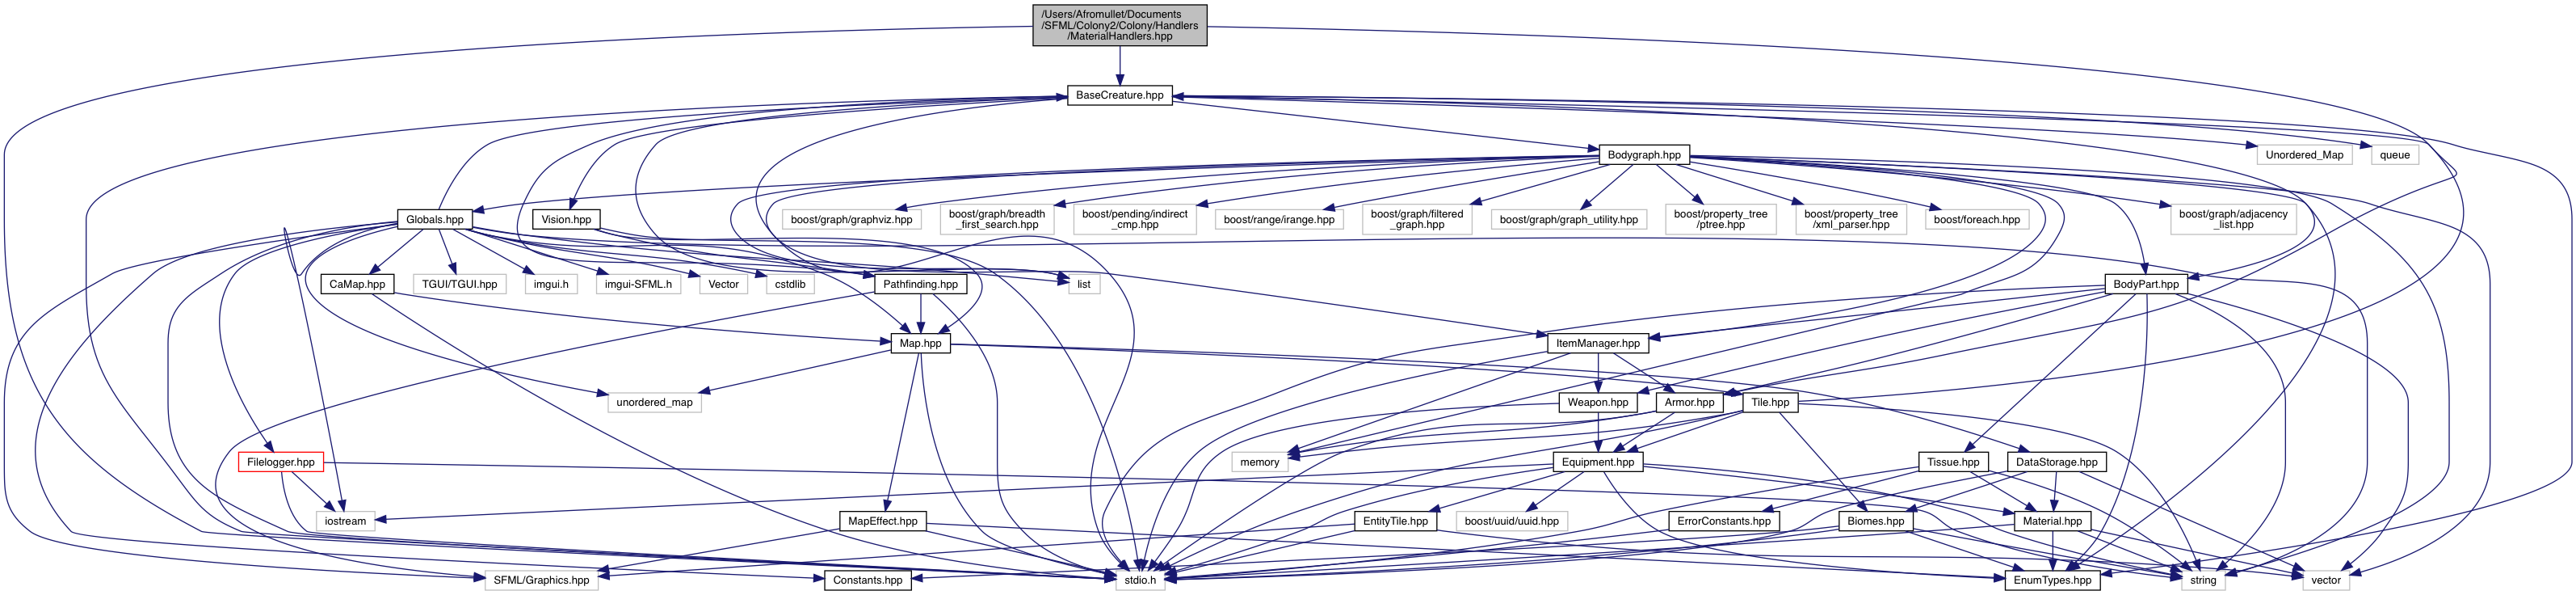 /Users/Afromullet/Documents
/SFML/Colony2/Colony/Handlers
/MaterialHandlers.hpp
BaseCreature.hpp
Bodygraph.hpp
Unordered_Map
queue
Globals.hpp
Vision.hpp
boost/graph/graphviz.hpp
boost/graph/breadth
_first_search.hpp
boost/pending/indirect
_cmp.hpp
boost/range/irange.hpp
boost/graph/filtered
_graph.hpp
boost/graph/graph_utility.hpp
boost/property_tree
/ptree.hpp
boost/property_tree
/xml_parser.hpp
boost/foreach.hpp
boost/graph/adjacency
_list.hpp
CaMap.hpp
TGUI/TGUI.hpp
imgui.h
imgui-SFML.h
Vector
cstdlib
Pathfinding.hpp
list
BodyPart.hpp
Map.hpp
ItemManager.hpp
unordered_map
Weapon.hpp
Armor.hpp
Tile.hpp
Filelogger.hpp
memory
Equipment.hpp
Tissue.hpp
DataStorage.hpp
iostream
MapEffect.hpp
EntityTile.hpp
boost/uuid/uuid.hpp
ErrorConstants.hpp
Biomes.hpp
Material.hpp
SFML/Graphics.hpp
Constants.hpp
stdio.h
EnumTypes.hpp
string
vector